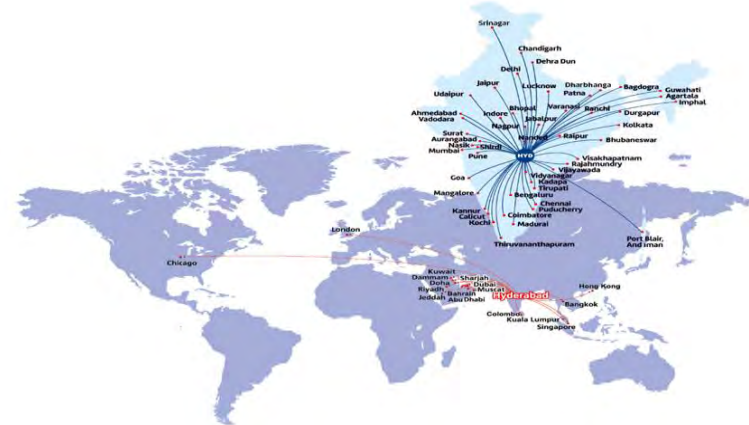 Srinagar
Chandigarh
Dehra Dun
Delhi
Jaipur
Lucknow
Dharbhanga
Bagdogra
Udaipur
Patna
Guwahati
Agartala
Imphal
Bhopal
Varanasi
Ranchi
Ahmedabad
Vadodara
Indore
Jabalpur
Durgapur
Nagpur
Kolkata
Surat
Nanded
Raipur
Aurangabad
Bhubaneswar
Nasik
Shirdi
Mumbai
Pune
HYD
Visakhapatnam
Rajahmundry
Vijayawada
Goa
Vidyanagar
Kadapa
Tirupati
Mangalore
Bengaluru
Chennai
Kannur
Puducherry
Calicut
Coimbatore
Kochi
Madurai
Thiruvananthapuram
Port Blair,
And iman
London
Chicago
Kuwait
Dammam
Sharjah
Doha
Dubai
Riyadh
Muscat
Bahrain
Jeddah
Abu Dhabi
Hyderabad
Hong Kong
Bangkok
Colombo
Kuala Lumpur
Singapore